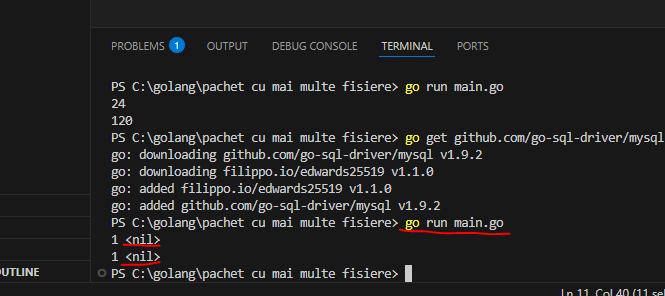 PROBLEMS 1 OUTPUT DEBUG CONSOLE TERMINAL PORTS
PS C:\golang\pachet cu mai multe fisiere> go run main.go
24
120
PS C:\golang\pachet cu mai multe fisiere> go get github.com/go-sql-driver/mysql
go: downloading github.com/go-sql-driver/mysql v1.9.2
go: downloading filippo.io/edwards25519 v1.1.0
go: added filippo.io/edwards25519 v1.1.0
go: added github.com/go-sql-driver/mysql v1.9.2
PS C:\golang\pachet cu mai multe fisiere> go run main.go
1 <nil>
1 <nil>
OUTLINE
PS C:\golang\pachet cu mai multe fisiere>
Ln 11, Col 40 (11 sel